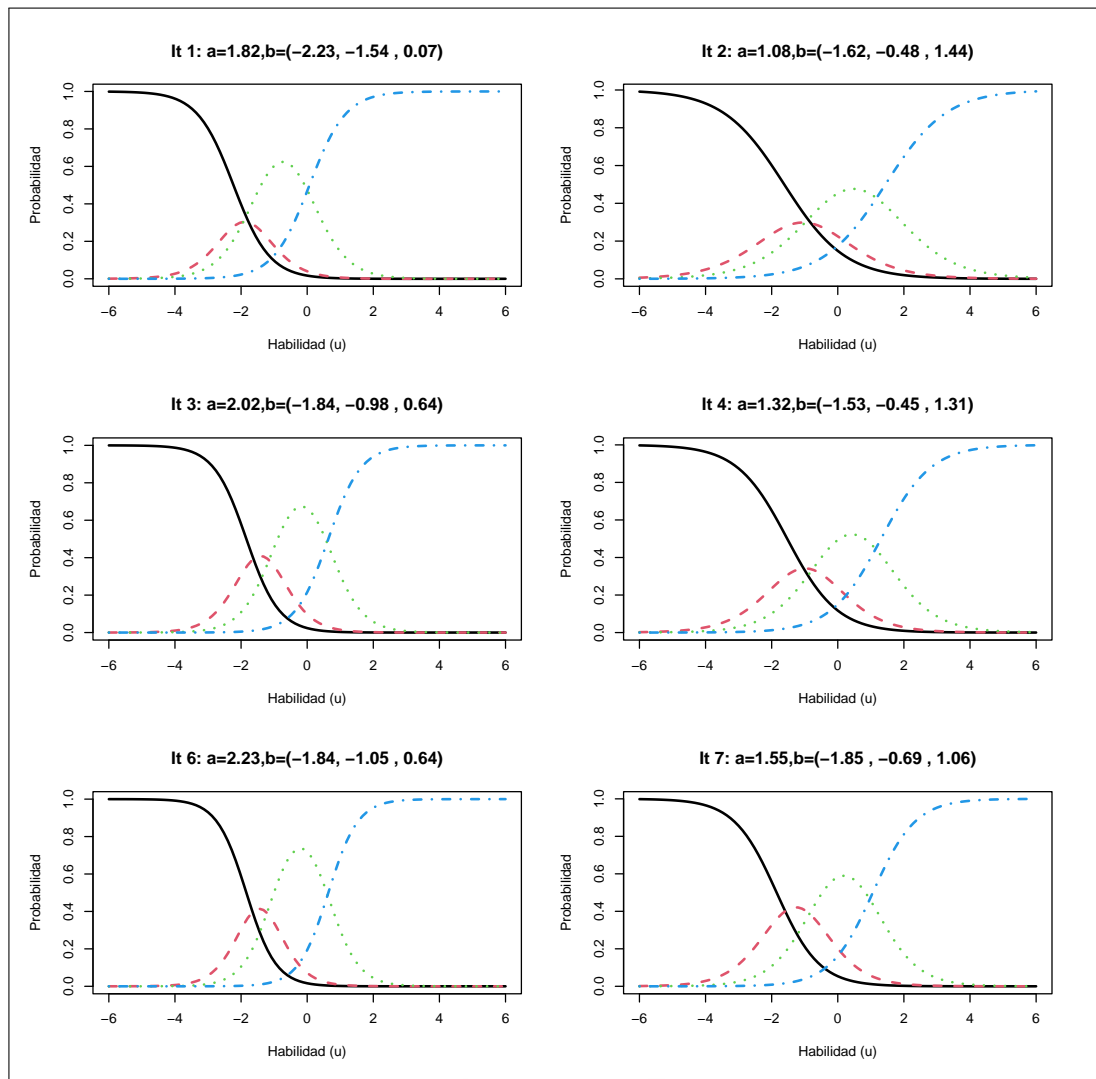 It 1: a=1.82,b=(−2.23, −1.54 , 0.07)
Probabilidad
1.0
0.8
0.6
0.4
0.2
0.0
−6 −4 −2 0 2 4 6
Habilidad (u)
It 2: a=1.08,b=(−1.62, −0.48 , 1.44)
Probabilidad
1.0
0.8
0.6
0.4
0.2
0.0
−6 −4 −2 0 2 4 6
Habilidad (u)
It 3: a=2.02,b=(−1.84, −0.98 , 0.64)
Probabilidad
1.0
0.8
0.6
0.4
0.2
0.0
−6 −4 −2 0 2 4 6
Habilidad (u)
It 4: a=1.32,b=(−1.53, −0.45 , 1.31)
Probabilidad
1.0
0.8
0.6
0.4
0.2
0.0
−6 −4 −2 0 2 4 6
Habilidad (u)
It 6: a=2.23,b=(−1.84, −1.05 , 0.64)
Probabilidad
1.0
0.8
0.6
0.4
0.2
0.0
−6 −4 −2 0 2 4 6
Habilidad (u)
It 7: a=1.55,b=(−1.85 , −0.69 , 1.06)
Probabilidad
1.0
0.8
0.6
0.4
0.2
0.0
−6 −4 −2 0 2 4 6
Habilidad (u)